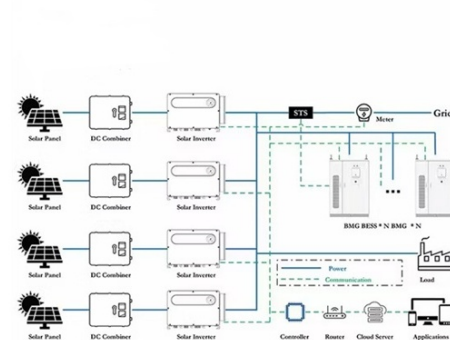 STS
Meter
Grid
Solar Panel DC Combiner Solar Inverter
Solar Panel DC Combiner Solar Inverter
BMG BESS * N BMG * N
Solar Panel DC Combiner Solar Inverter
Power
Communication
Load
Solar Panel DC Combiner Solar Inverter
Controller Router Cloud Server Applications